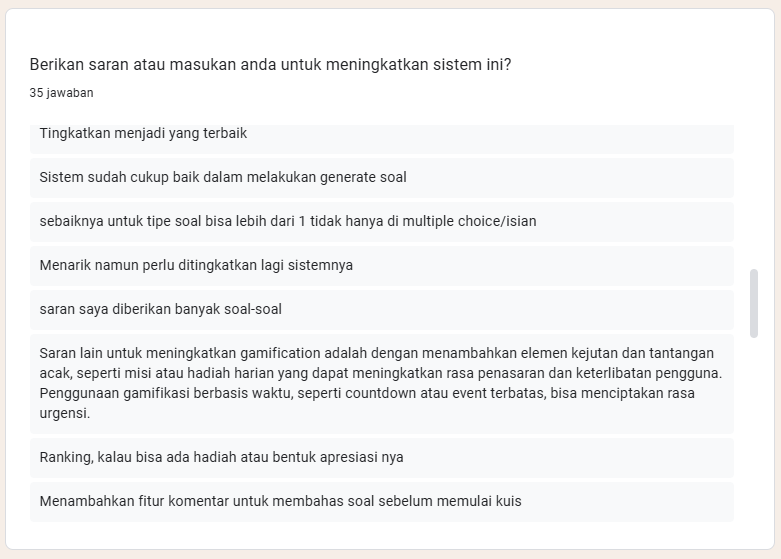 Berikan saran atau masukan anda untuk meningkatkan sistem ini?
35 jawaban
Tingkatkan menjadi yang terbaik
Sistem sudah cukup baik dalam melakukan generate soal
sebaiknya untuk tipe soal bisa lebih dari 1 tidak hanya di multiple choice/isian
Menarik namun perlu ditingkatkan lagi sistemnya
saran saya diberikan banyak soal-soal
Saran lain untuk meningkatkan gamification adalah dengan menambahkan elemen kejutan dan tantangan
acak, seperti misi atau hadiah harian yang dapat meningkatkan rasa penasaran dan keterlibatan pengguna.
Penggunaan gamifikasi berbasis waktu, seperti countdown atau event terbatas, bisa menciptakan rasa
urgensi.
Ranking, kalau bisa ada hadiah atau bentuk apresiasi nya
Menambahkan fitur komentar untuk membahas soal sebelum memulai kuis